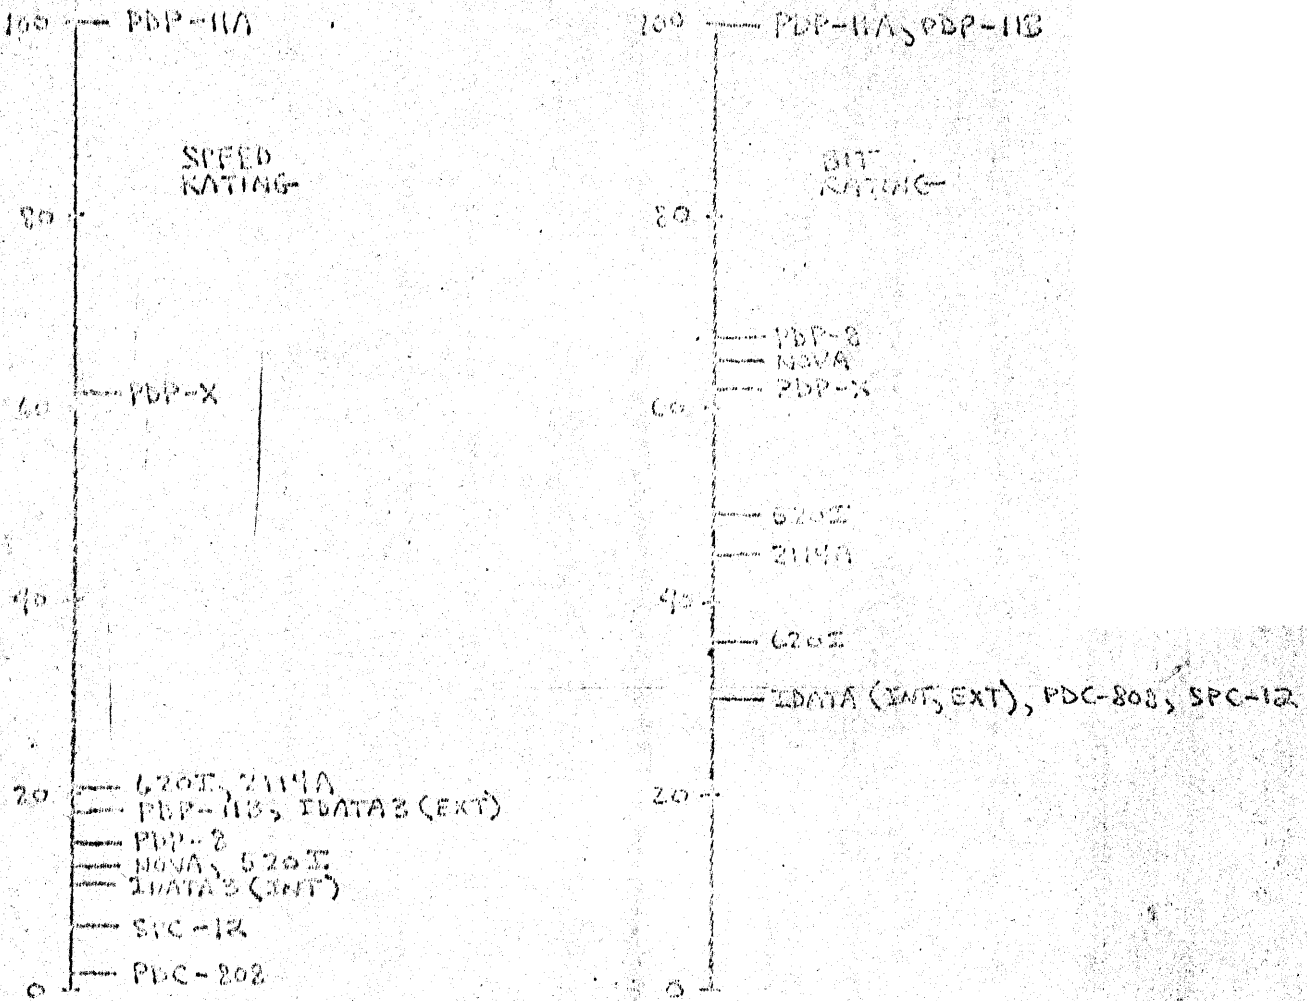 100 PDP-11A
SPEED
RATING
80
PDP-X
60
40
20 620I, 2114A
PDP-11B, IDATA3 (EXT)
PDP-8
NOVA, 520I
IDATA3 (INT)
SPC-12
PDC-808
0
100 PDP-11A, PDP-11B
BIT
RATING
80
PDP-8
NOVA
PDP-X
60
520I
2114A
40
620I
IDATA (INT, EXT), PDC-808, SPC-12
20
0